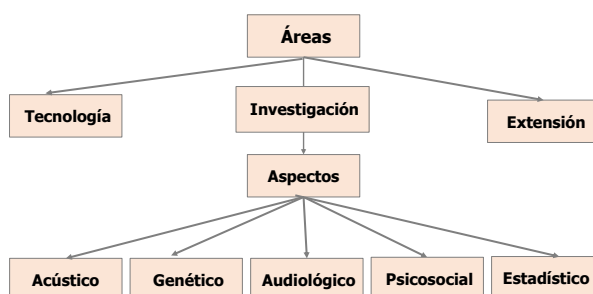 Áreas
Tecnología
Investigación
Extensión
Aspectos
Acústico
Genético
Audiológico
Psicosocial
Estadístico